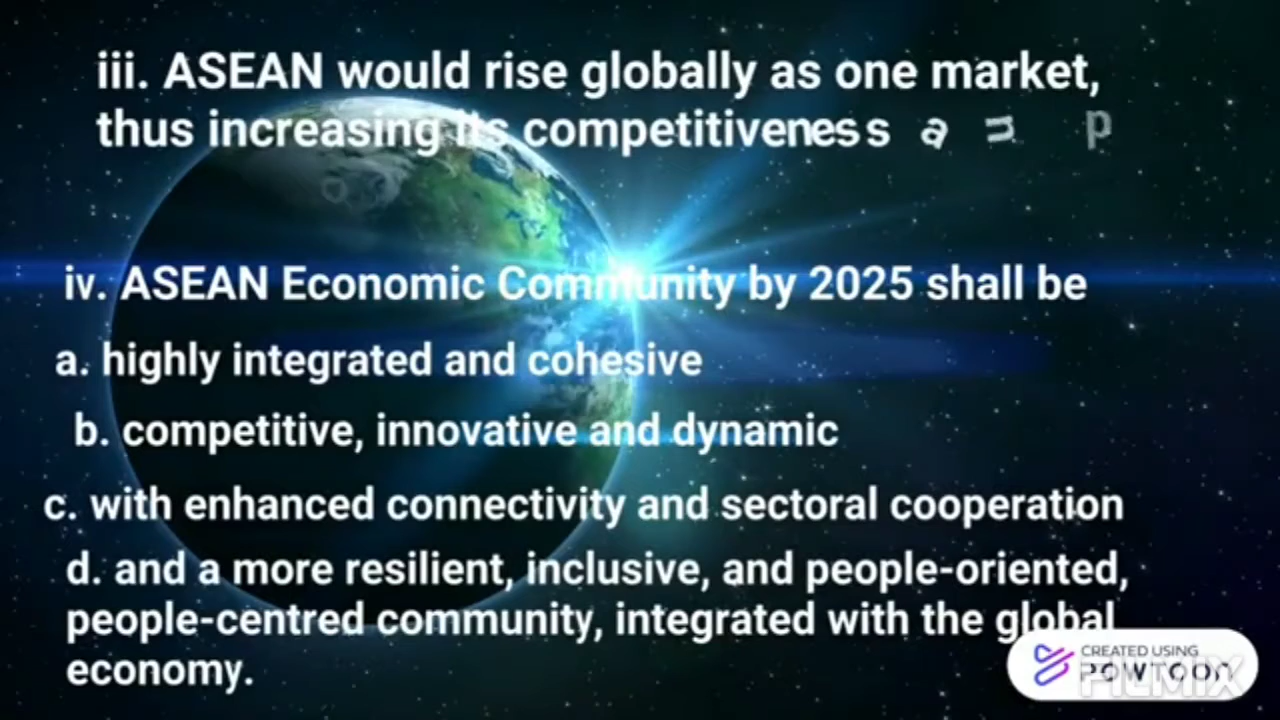 iii. ASEAN would rise globally as one market,
thus increasing its competitiveness
iv. ASEAN Economic Community by 2025 shall be
a. highly integrated and cohesive
b. competitive, innovative and dynamic
c. with enhanced connectivity and sectoral cooperation
d. and a more resilient, inclusive, and people-oriented,
people-centred community, integrated with the global
economy.
CREATED USING
POWTOON
FILMIX